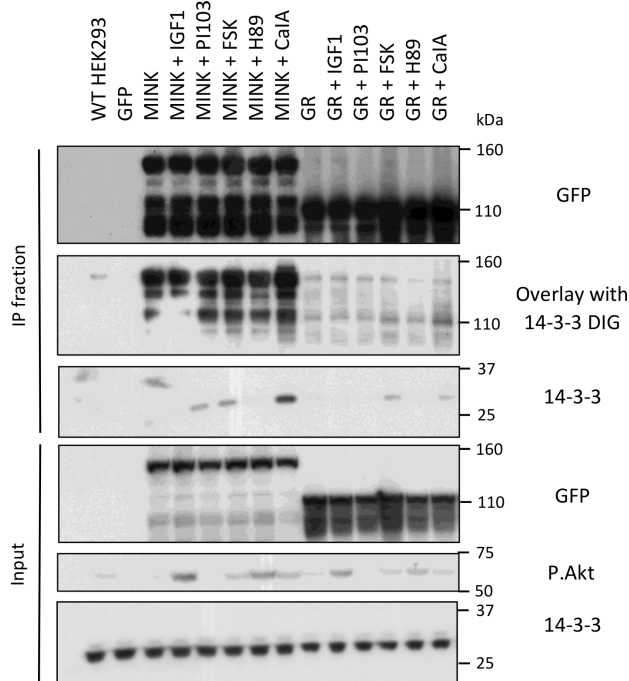 WT HEK293
GFP
MINK
MINK + IGF1
MINK + PI103
MINK + FSK
MINK + H89
MINK + CalA
GR
GR + IGF1
GR + PI103
GR + FSK
GR + H89
GR + CalA
kDa
160
110
GFP
IP fraction
160
110
Overlay with
14-3-3 DIG
37
25
14-3-3
Input
160
110
GFP
75
50
P.Akt
37
25
14-3-3